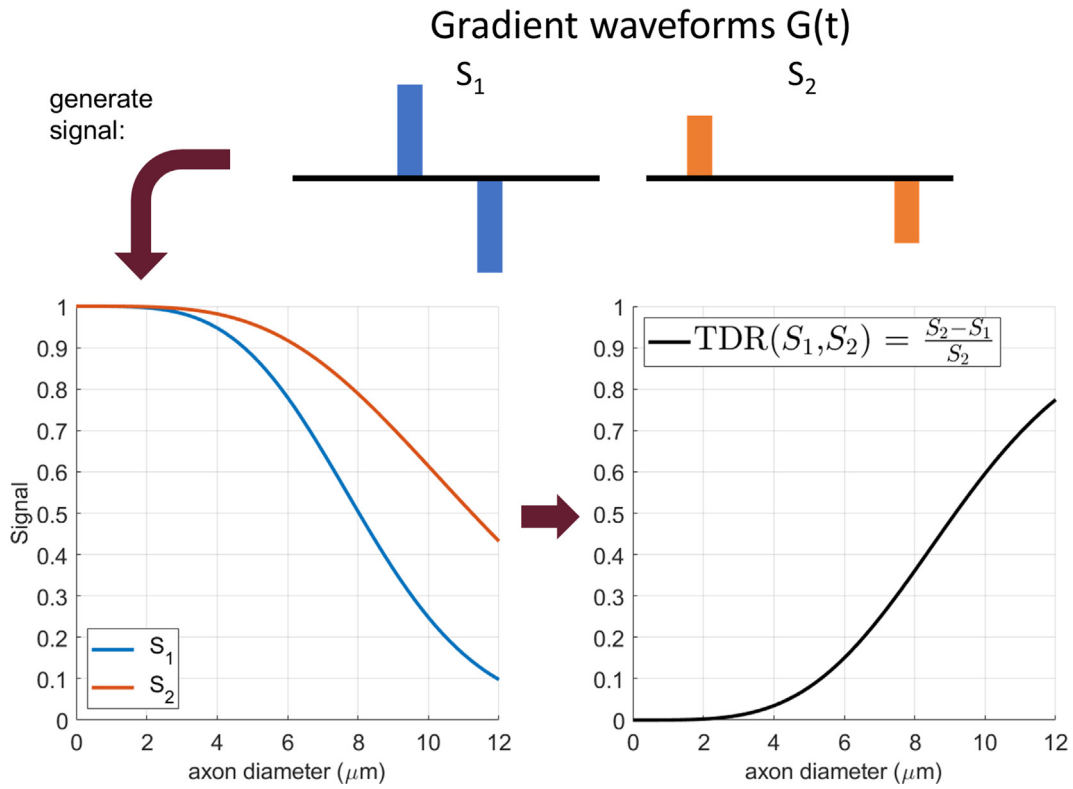 Gradient waveforms G(t)
S1
S2
generate
signal:
1
0.9
0.8
0.7
0.6
0.5
0.4
0.3
0.2
0.1
0
Signal
S1
S2
0 2 4 6 8 10 12
axon diameter (μm)
1
0.9
0.8
0.7
0.6
0.5
0.4
0.3
0.2
0.1
0
TDR(S1,S2) = S2−S1/S2
0 2 4 6 8 10 12
axon diameter (μm)